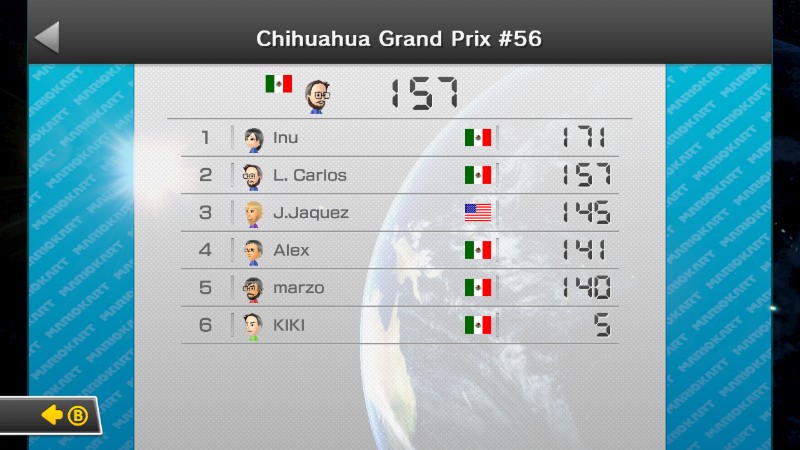 Chihuahua Grand Prix #56
157
1 Inu 171
2 L. Carlos 157
3 J.Jaquez 145
4 Alex 141
5 marzo 140
6 KIKI 5
B
MARIOKART